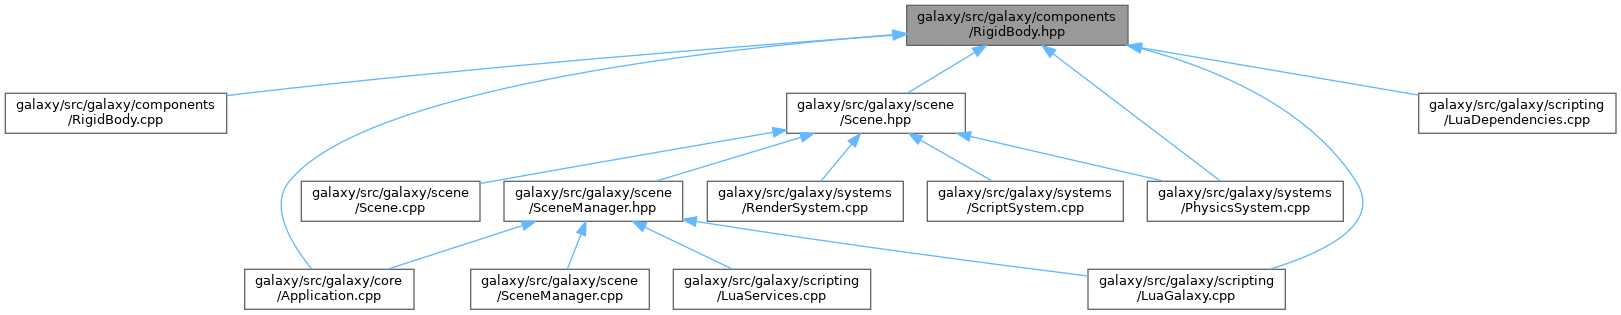 galaxy/src/galaxy/components
/RigidBody.hpp
galaxy/src/galaxy/components
/RigidBody.cpp
galaxy/src/galaxy/scene
/Scene.hpp
galaxy/src/galaxy/scripting
/LuaDependencies.cpp
galaxy/src/galaxy/scene
/Scene.cpp
galaxy/src/galaxy/scene
/SceneManager.hpp
galaxy/src/galaxy/systems
/RenderSystem.cpp
galaxy/src/galaxy/systems
/ScriptSystem.cpp
galaxy/src/galaxy/systems
/PhysicsSystem.cpp
galaxy/src/galaxy/core
/Application.cpp
galaxy/src/galaxy/scene
/SceneManager.cpp
galaxy/src/galaxy/scripting
/LuaServices.cpp
galaxy/src/galaxy/scripting
/LuaGalaxy.cpp